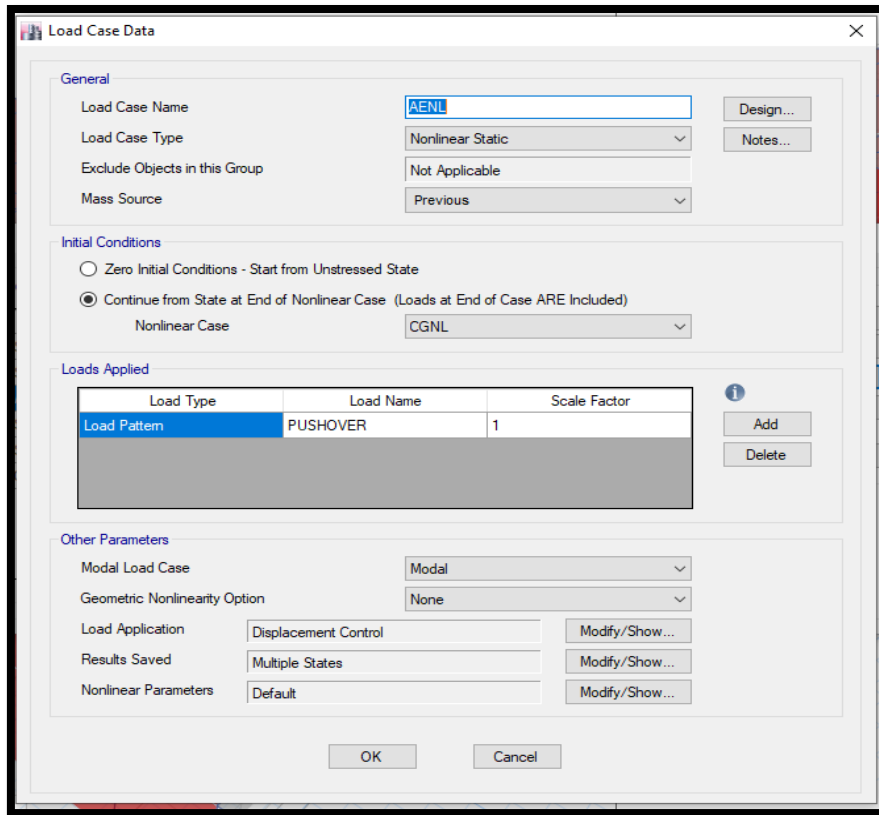 Load Case Data
General
Load Case Name AENL Design...
Load Case Type Nonlinear Static Notes...
Exclude Objects in this Group Not Applicable
Mass Source Previous
Initial Conditions
Zero Initial Conditions - Start from Unstressed State
Continue from State at End of Nonlinear Case (Loads at End of Case ARE Included)
Nonlinear Case CGNL
Loads Applied
Load Type Load Name Scale Factor
Load Pattern PUSHOVER 1 Add
Delete
Other Parameters
Modal Load Case Modal
Geometric Nonlinearity Option None
Load Application Displacement Control Modify/Show...
Results Saved Multiple States Modify/Show...
Nonlinear Parameters Default Modify/Show...
OK Cancel